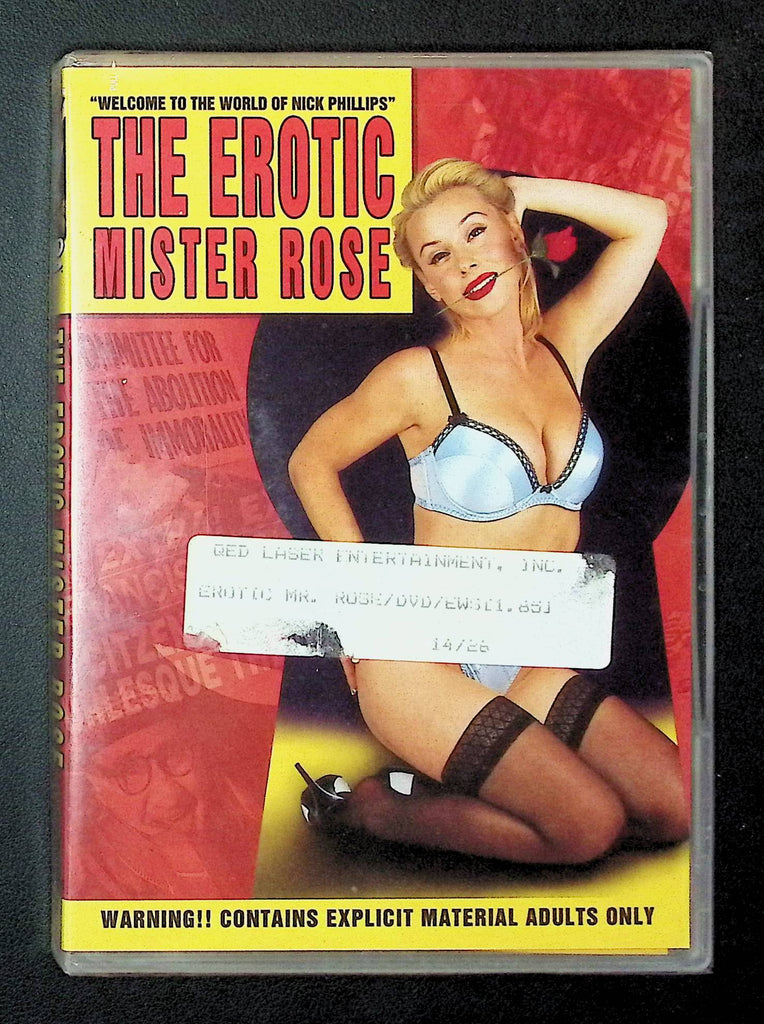 "WELCOME TO THE WORLD OF NICK PHILLIPS"
THE EROTIC
MISTER ROSE
COMMITTEE FOR
THE ABOLITION
OF IMMORALITY
QED LASER ENTERTAINMENT, INC.
EROTIC MR. ROSE/DVD/EWS[1.85]
14/26
THE EROTIC MISTER ROSE
WARNING!! CONTAINS EXPLICIT MATERIAL ADULTS ONLY